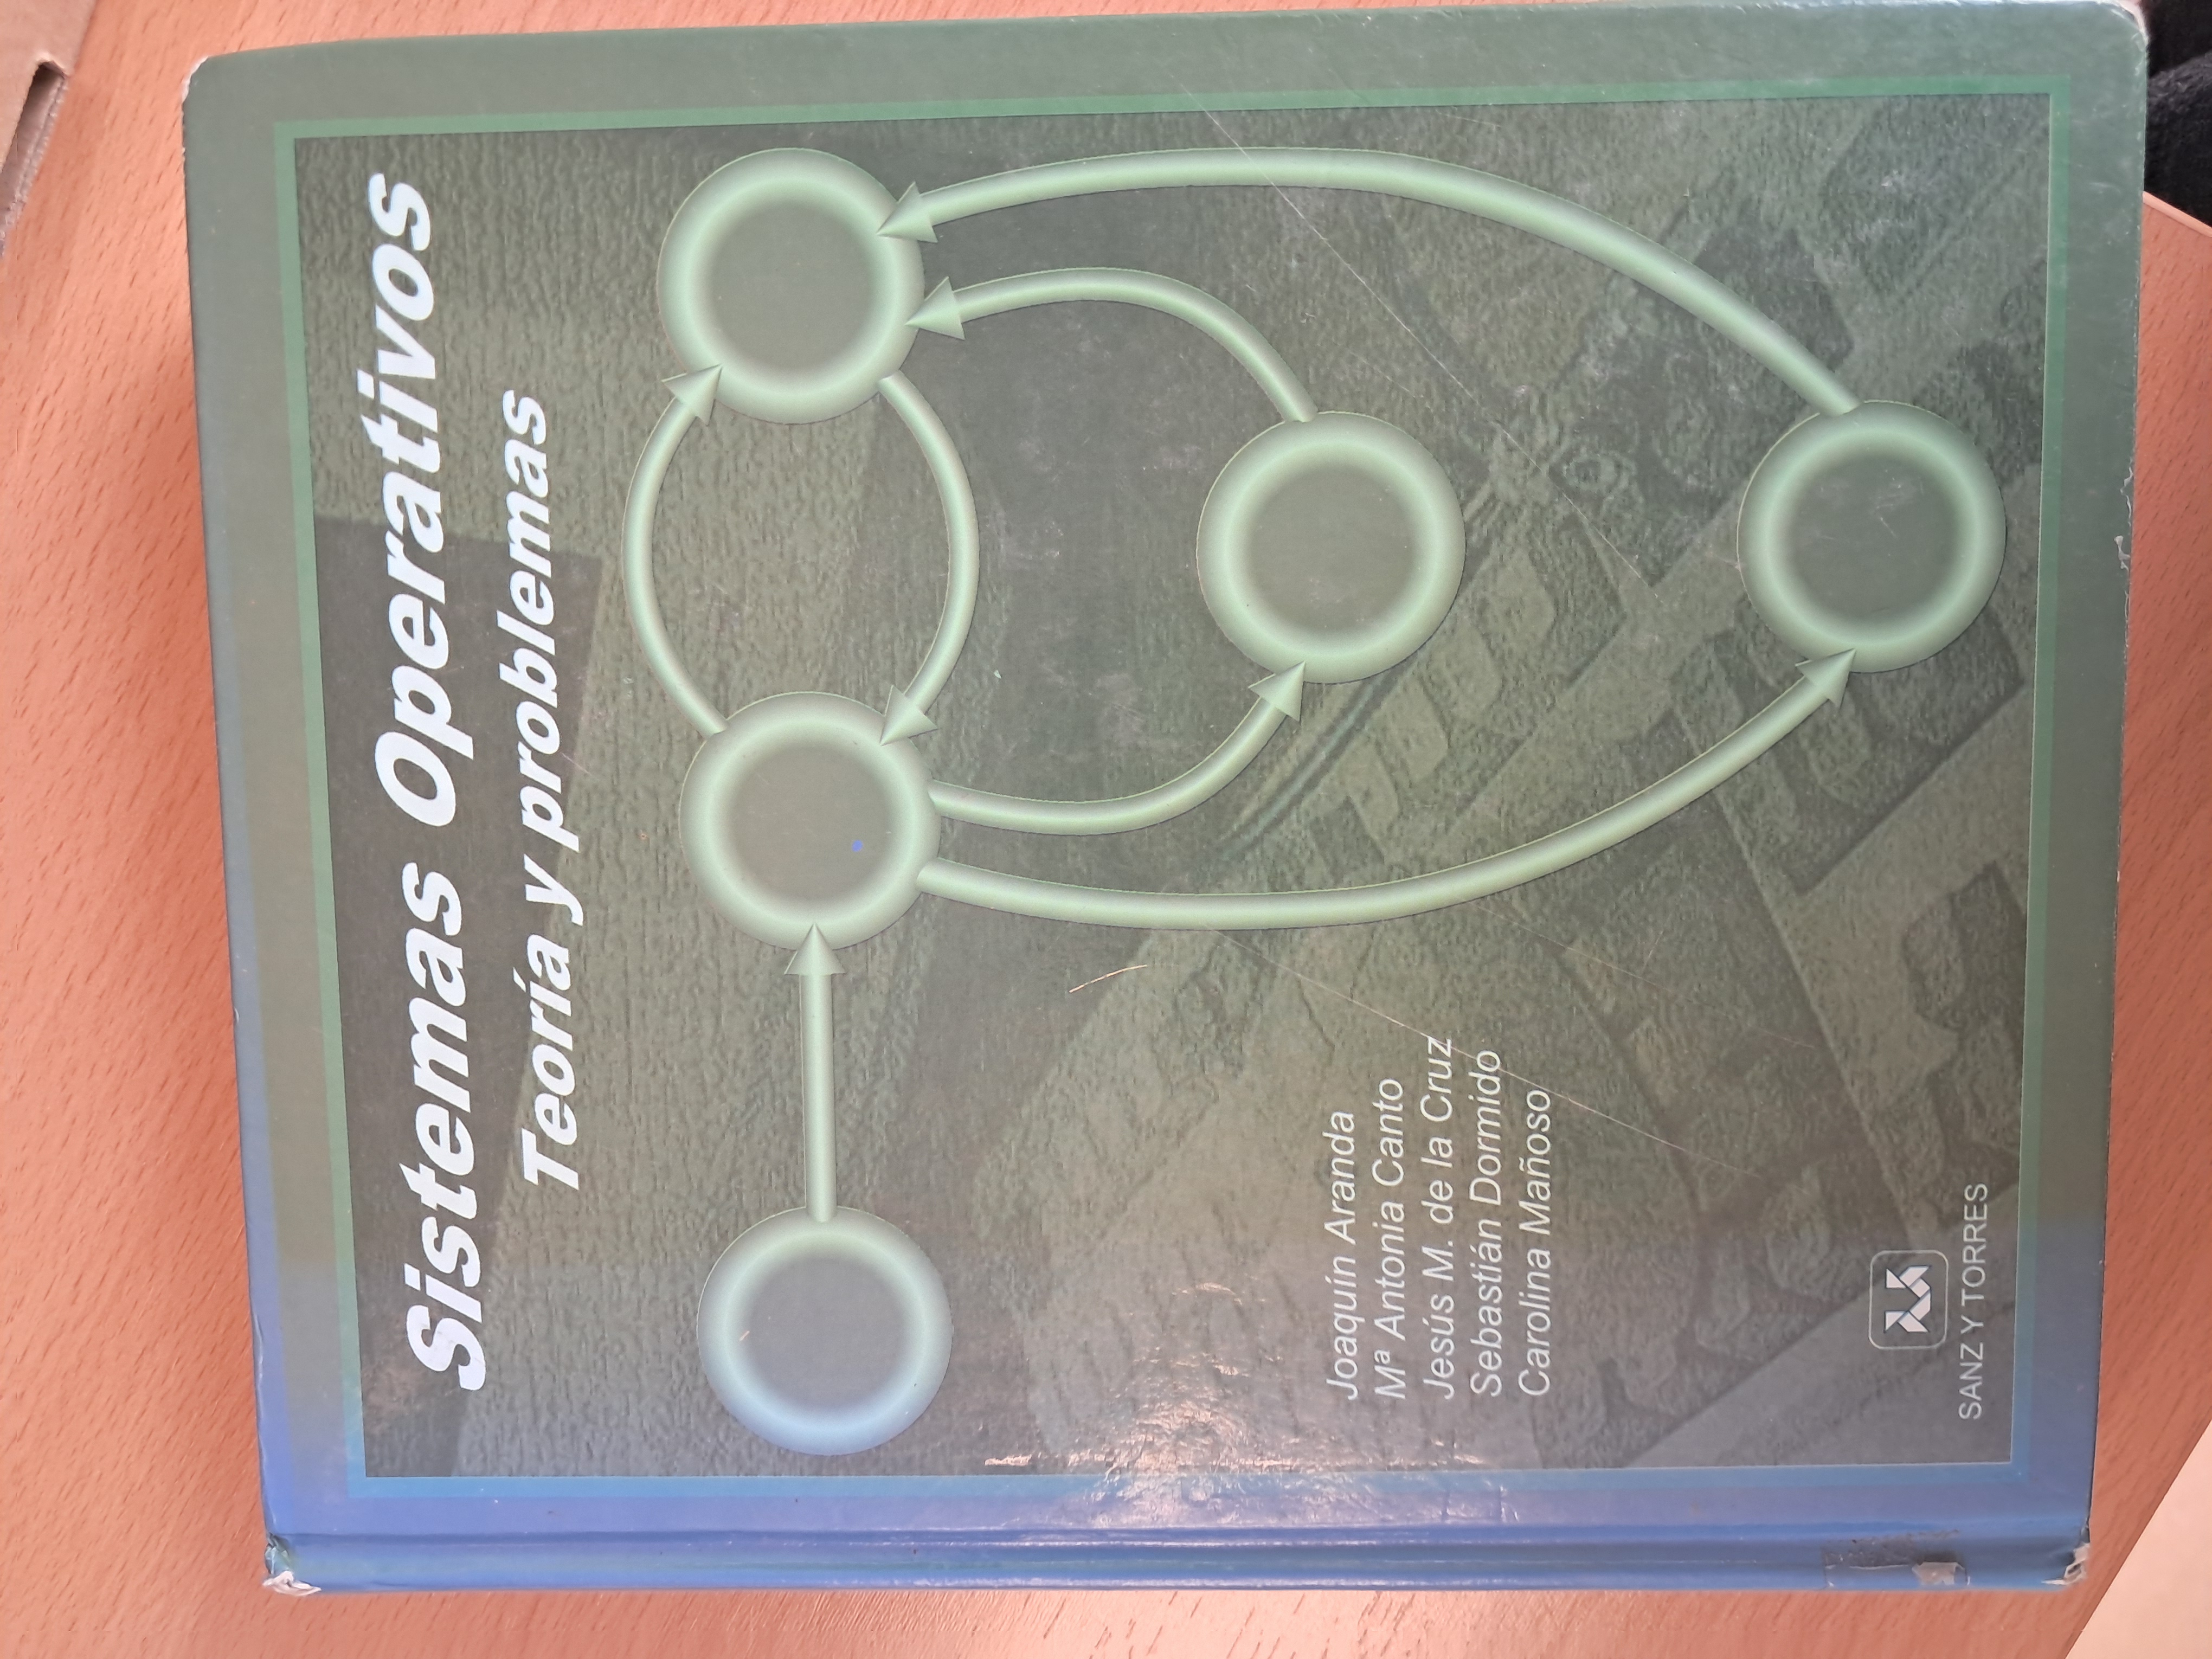 Sistemas Operativos
Teoría y problemas
Joaquín Aranda
Mª Antonia Canto
Jesús M. de la Cruz
Sebastián Dormido
Carolina Mañoso
SANZ Y TORRES